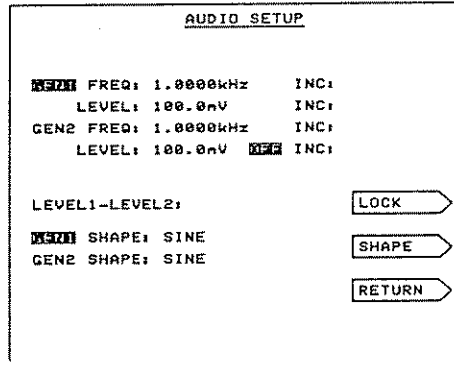 AUDIO SETUP
GEN1 FREQ: 1.0000kHz INC:
LEVEL: 100.0mV INC:
GEN2 FREQ: 1.0000kHz INC:
LEVEL: 100.0mV OFF INC:
LEVEL1-LEVEL2:
LOCK
GEN1 SHAPE: SINE
SHAPE
GEN2 SHAPE: SINE
RETURN